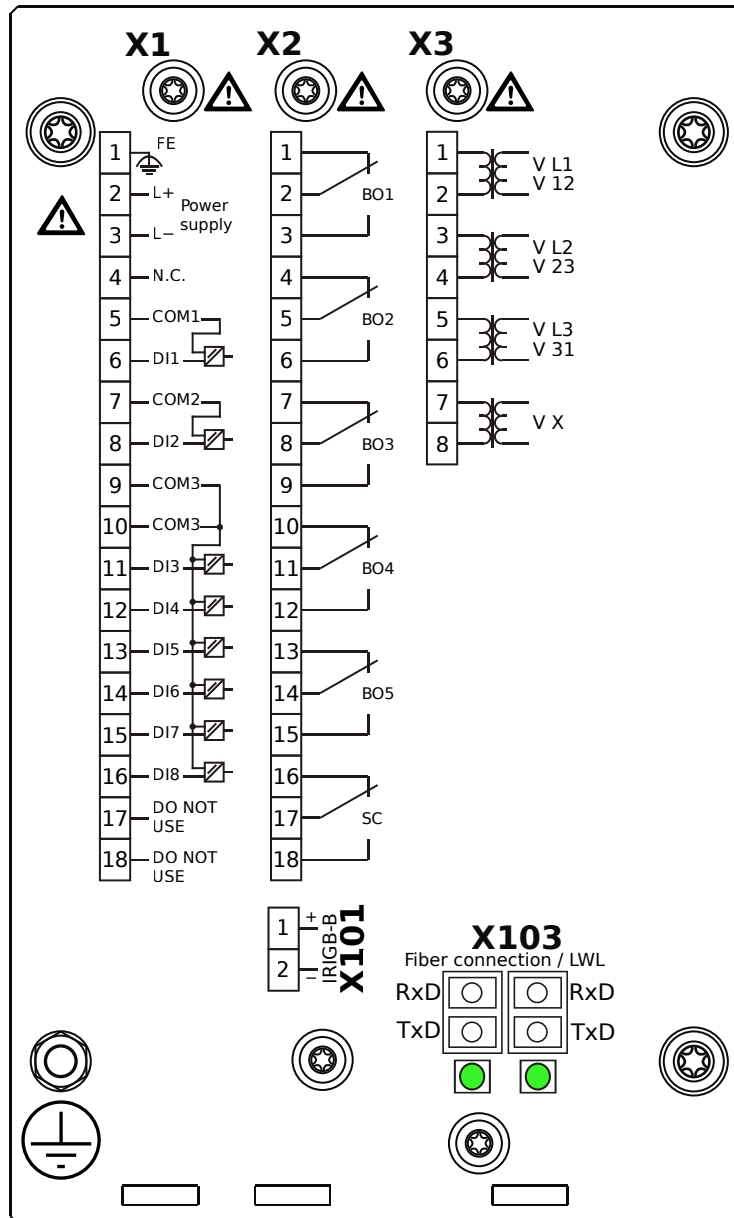 X1
X2
X3
1
FE
2
L+
Power
supply
3
L−
4
N.C.
5
COM1
6
DI1
7
COM2
8
DI2
9
COM3
10
COM3
11
DI3
12
DI4
13
DI5
14
DI6
15
DI7
16
DI8
17
DO NOT
USE
18
DO NOT
USE
1
2
BO1
3
4
5
BO2
6
7
8
BO3
9
10
11
BO4
12
13
14
BO5
15
16
17
SC
18
1
V L1
2
V 12
3
V L2
4
V 23
5
V L3
6
V 31
7
V X
8
1
+
2
−
IRIGB-B
X101
X103
Fiber connection / LWL
RxD
RxD
TxD
TxD